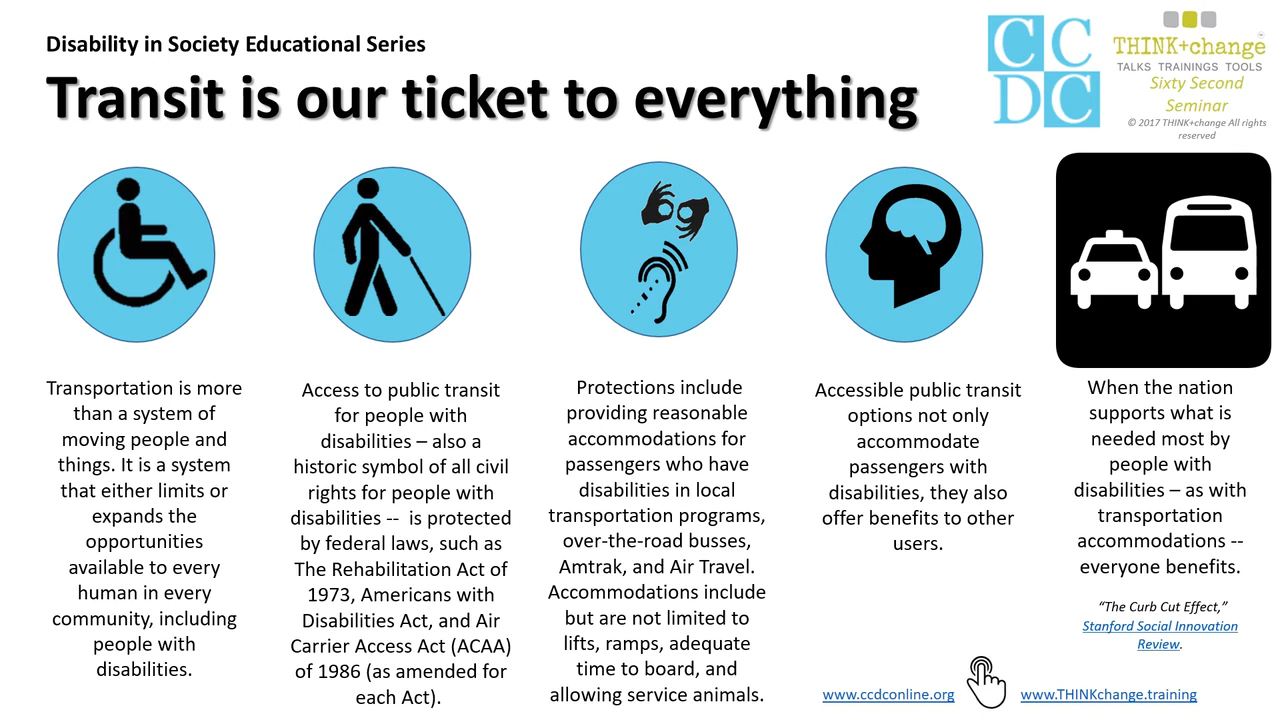 Disability in Society Educational Series
Transit is our ticket to everything
CC
DC
THINK+change
TM
TALKS TRAININGS TOOLS
Sixty Second
Seminar
© 2017 THINK+change All rights
reserved
Transportation is more
than a system of
moving people and
things. It is a system
that either limits or
expands the
opportunities
available to every
human in every
community, including
people with
disabilities.
Access to public transit
for people with
disabilities – also a
historic symbol of all civil
rights for people with
disabilities -- is protected
by federal laws, such as
The Rehabilitation Act of
1973, Americans with
Disabilities Act, and Air
Carrier Access Act (ACAA)
of 1986 (as amended for
each Act).
Protections include
providing reasonable
accommodations for
passengers who have
disabilities in local
transportation programs,
over-the-road busses,
Amtrak, and Air Travel.
Accommodations include
but are not limited to
lifts, ramps, adequate
time to board, and
allowing service animals.
Accessible public transit
options not only
accommodate
passengers with
disabilities, they also
offer benefits to other
users.
When the nation
supports what is
needed most by
people with
disabilities – as with
transportation
accommodations --
everyone benefits.
“The Curb Cut Effect,”
Stanford Social Innovation
Review.
www.ccdconline.org
www.THINKchange.training